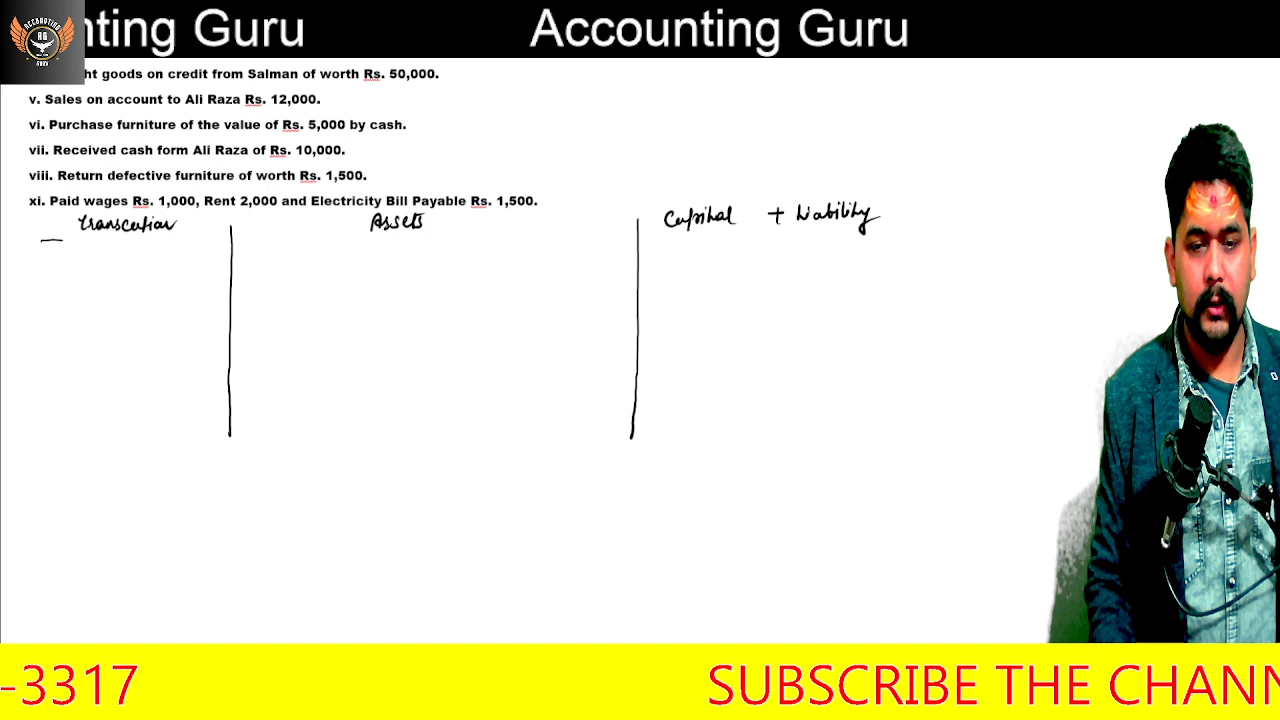 nting Guru Accounting Guru
ACCOUNTING
AG
GURU
ht goods on credit from Salman of worth Rs. 50,000.
v. Sales on account to Ali Raza Rs. 12,000.
vi. Purchase furniture of the value of Rs. 5,000 by cash.
vii. Received cash form Ali Raza of Rs. 10,000.
viii. Return defective furniture of worth Rs. 1,500.
xi. Paid wages Rs. 1,000, Rent 2,000 and Electricity Bill Payable Rs. 1,500.
Assets Capital + Liability
-3317 SUBSCRIBE THE CHANN